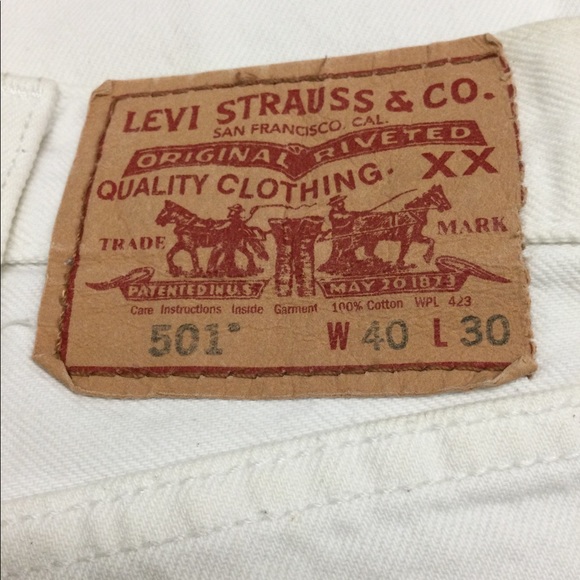 LEVI STRAUSS & CO.
SAN FRANCISCO, CAL.
ORIGINAL RIVETED
QUALITY CLOTHING. XX
TRADE MARK
PATENTED IN U.S. MAY 20 1873
Care Instructions Inside Garment 100% Cotton WPL 423
501® W 40 L 30